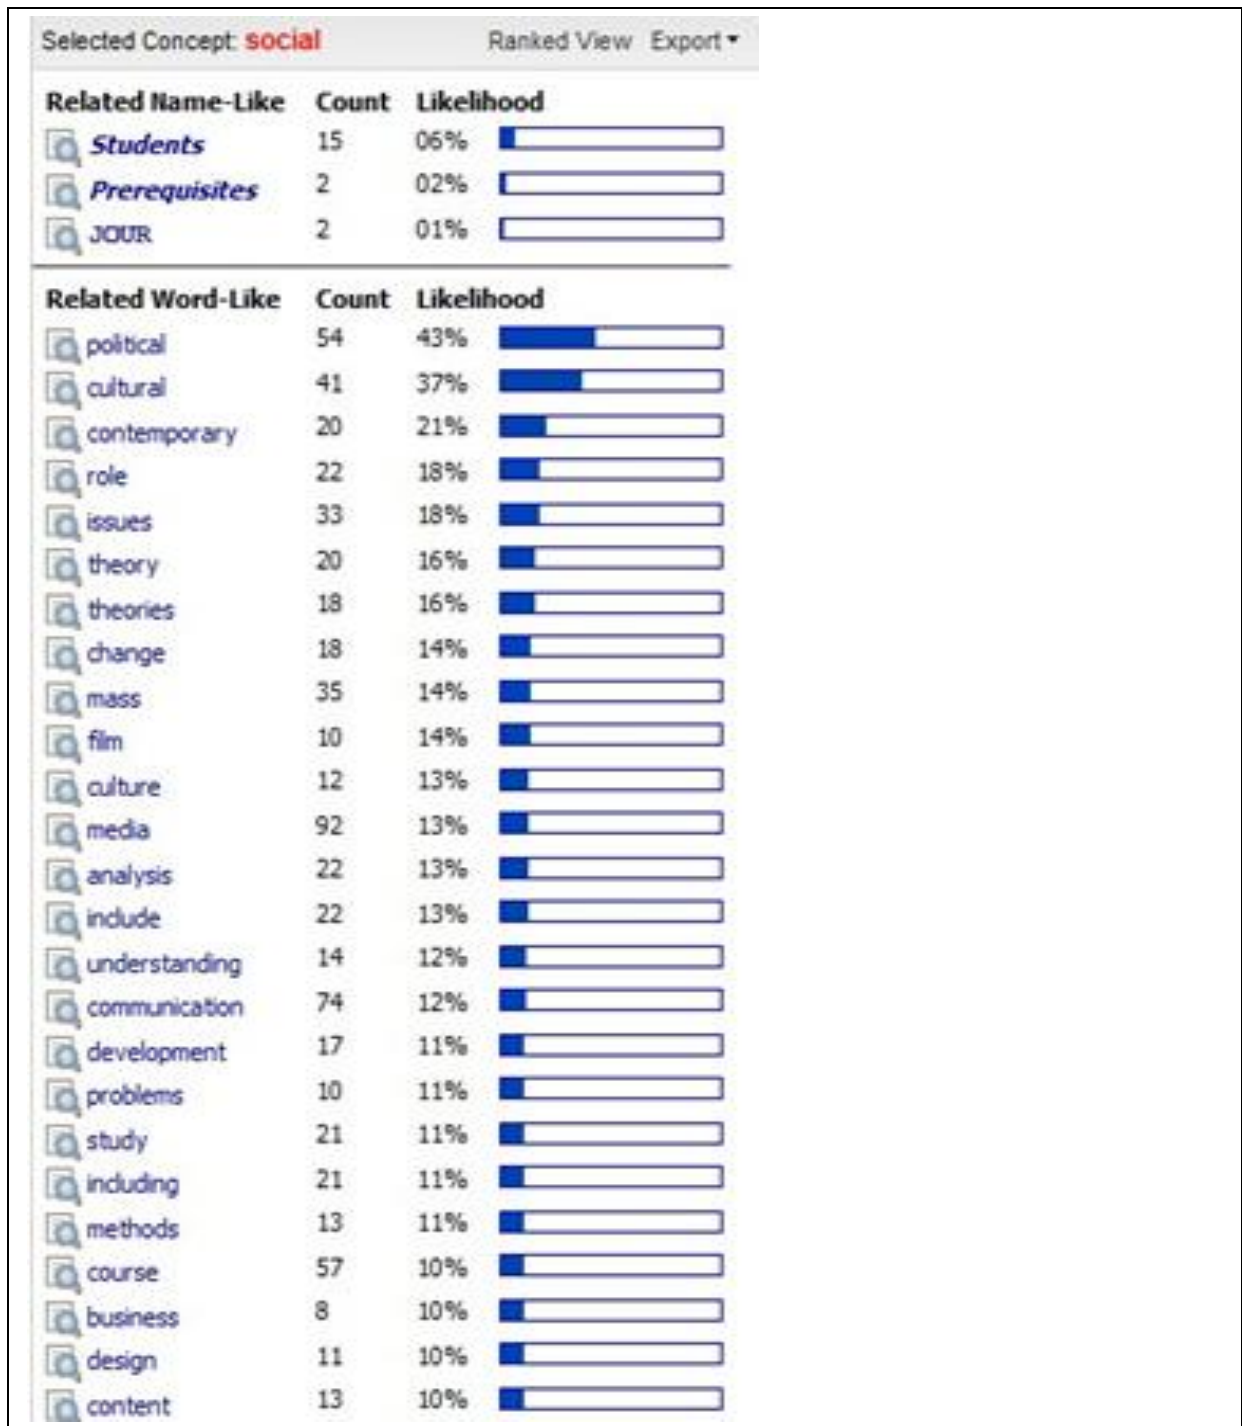 Selected Concept: social Ranked View Export
Related Name-Like Count Likelihood
Students 15 06%
Prerequisites 2 02%
JOUR 2 01%
Related Word-Like Count Likelihood
political 54 43%
cultural 41 37%
contemporary 20 21%
role 22 18%
issues 33 18%
theory 20 16%
theories 18 16%
change 18 14%
mass 35 14%
film 10 14%
culture 12 13%
media 92 13%
analysis 22 13%
include 22 13%
understanding 14 12%
communication 74 12%
development 17 11%
problems 10 11%
study 21 11%
including 21 11%
methods 13 11%
course 57 10%
business 8 10%
design 11 10%
content 13 10%